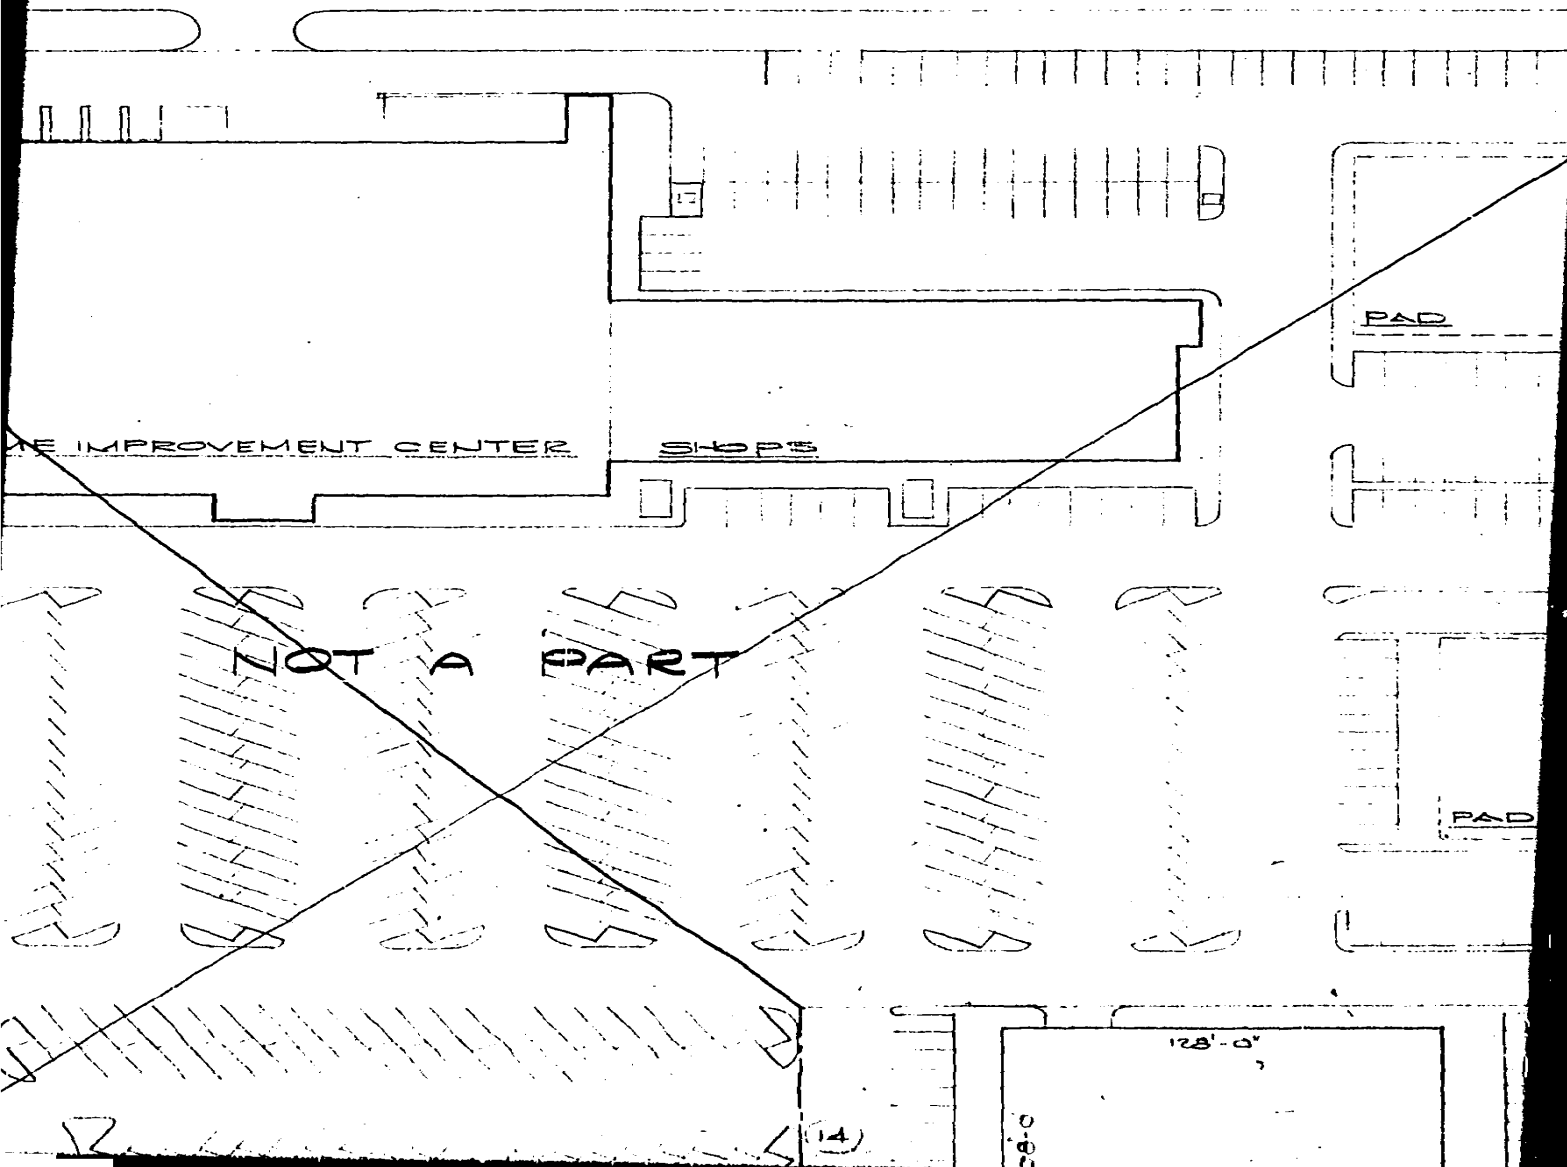 PAD
IMPROVEMENT CENTER
SHOPS
NOT A PART
PAD
128'-0"
(14)